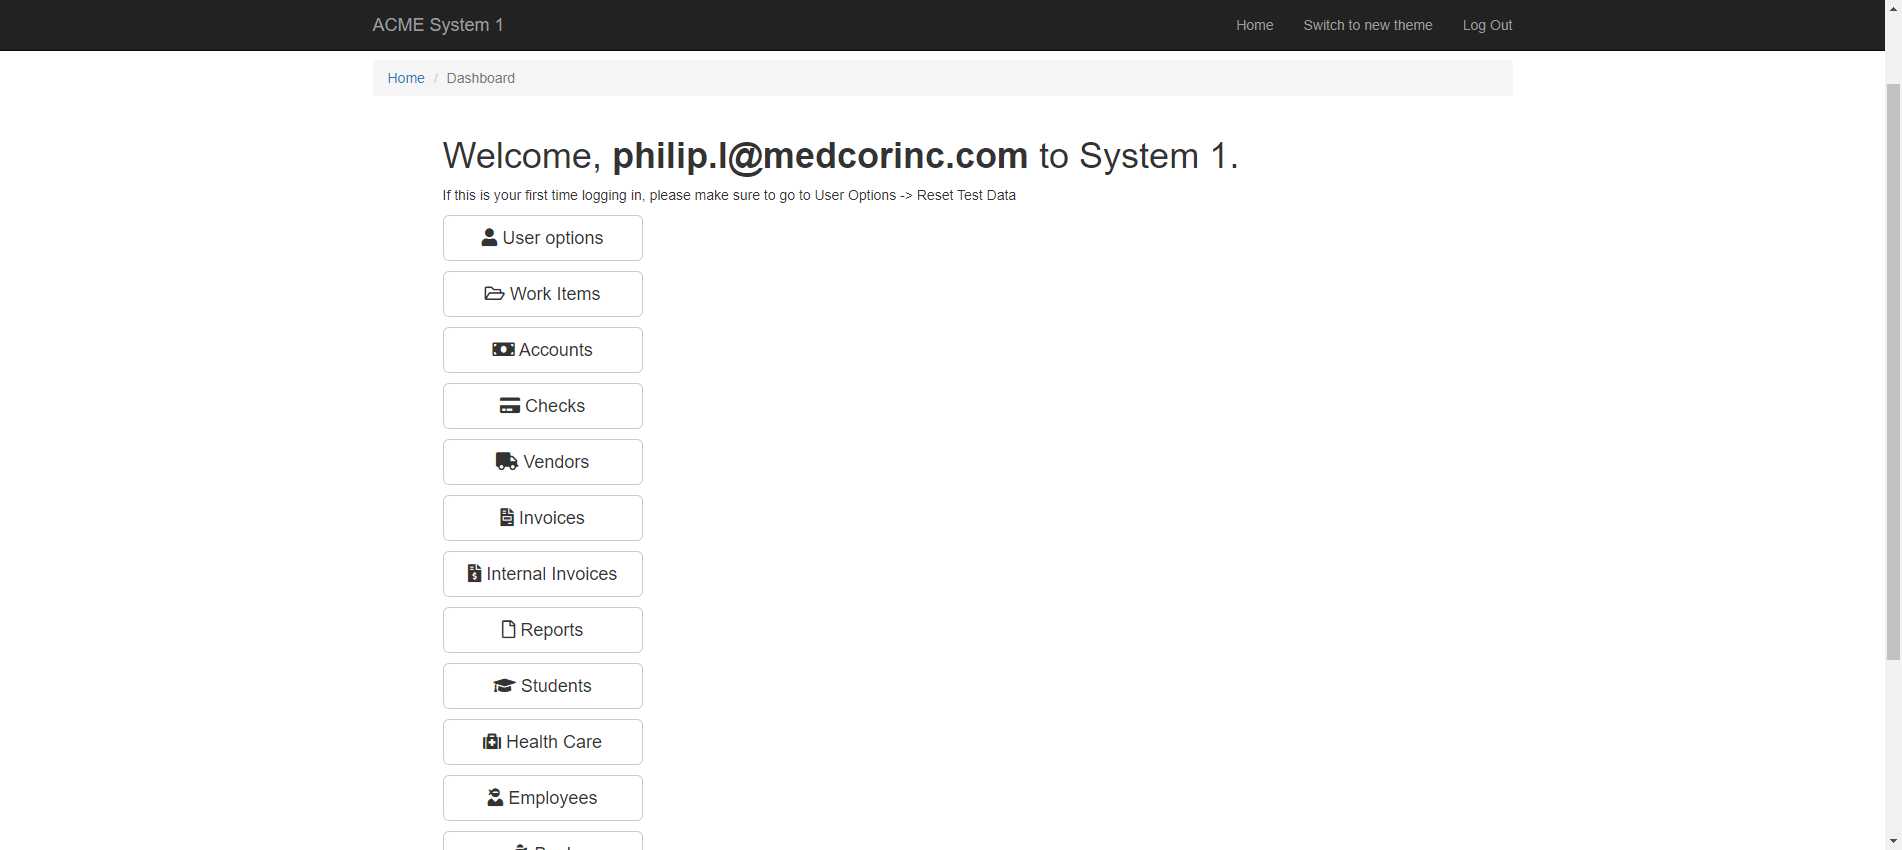 ACME System 1
Home Switch to new theme Log Out
Home / Dashboard
Welcome, philip.l@medcorinc.com to System 1.
If this is your first time logging in, please make sure to go to User Options -> Reset Test Data
User options
Work Items
Accounts
Checks
Vendors
Invoices
Internal Invoices
Reports
Students
Health Care
Employees